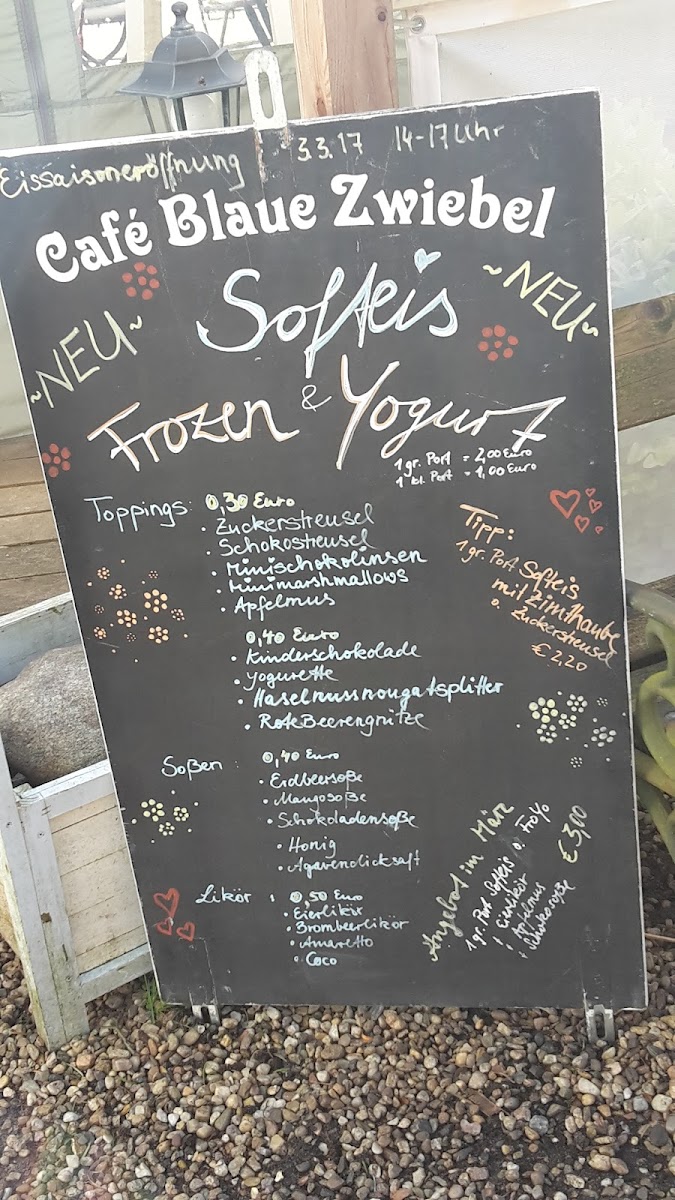 Eissaisoneröffnung 3.3.17 14-17 Uhr
Café Blaue Zwiebel
~NEU~
Softeis
~NEU~
& 
Frozen Yogurt
1 gr. Port = 2,00 Euro
1 kl. Port = 1,00 Euro
Toppings: 0,30 Euro
· Zuckerstreusel
· Schokostreusel
· Minischokolinsen
· Minimarshmallows
· Apfelmus
0,40 Euro
· Kinderschokolade
· Yogurette
· Haselnussnougatsplitter
· Rote Beerengrütze
Tipp:
1 gr. Port. Softeis
mit Zimthaube
o. Zuckerstreusel
€ 2,20
Soßen : 0,40 Euro
· Erdbeersoße
· Mangosoße
· Schokoladensoße
· Honig
· Agavendicksaft
Likör : 0,50 Euro
· Eierlikör
· Brombeerlikör
· Amaretto
· Coco
Angebot im März
1 gr. Port Softeis o. FroYo
+ Eierlikör
+ Apfelmus
+ Schokosoße € 3,10